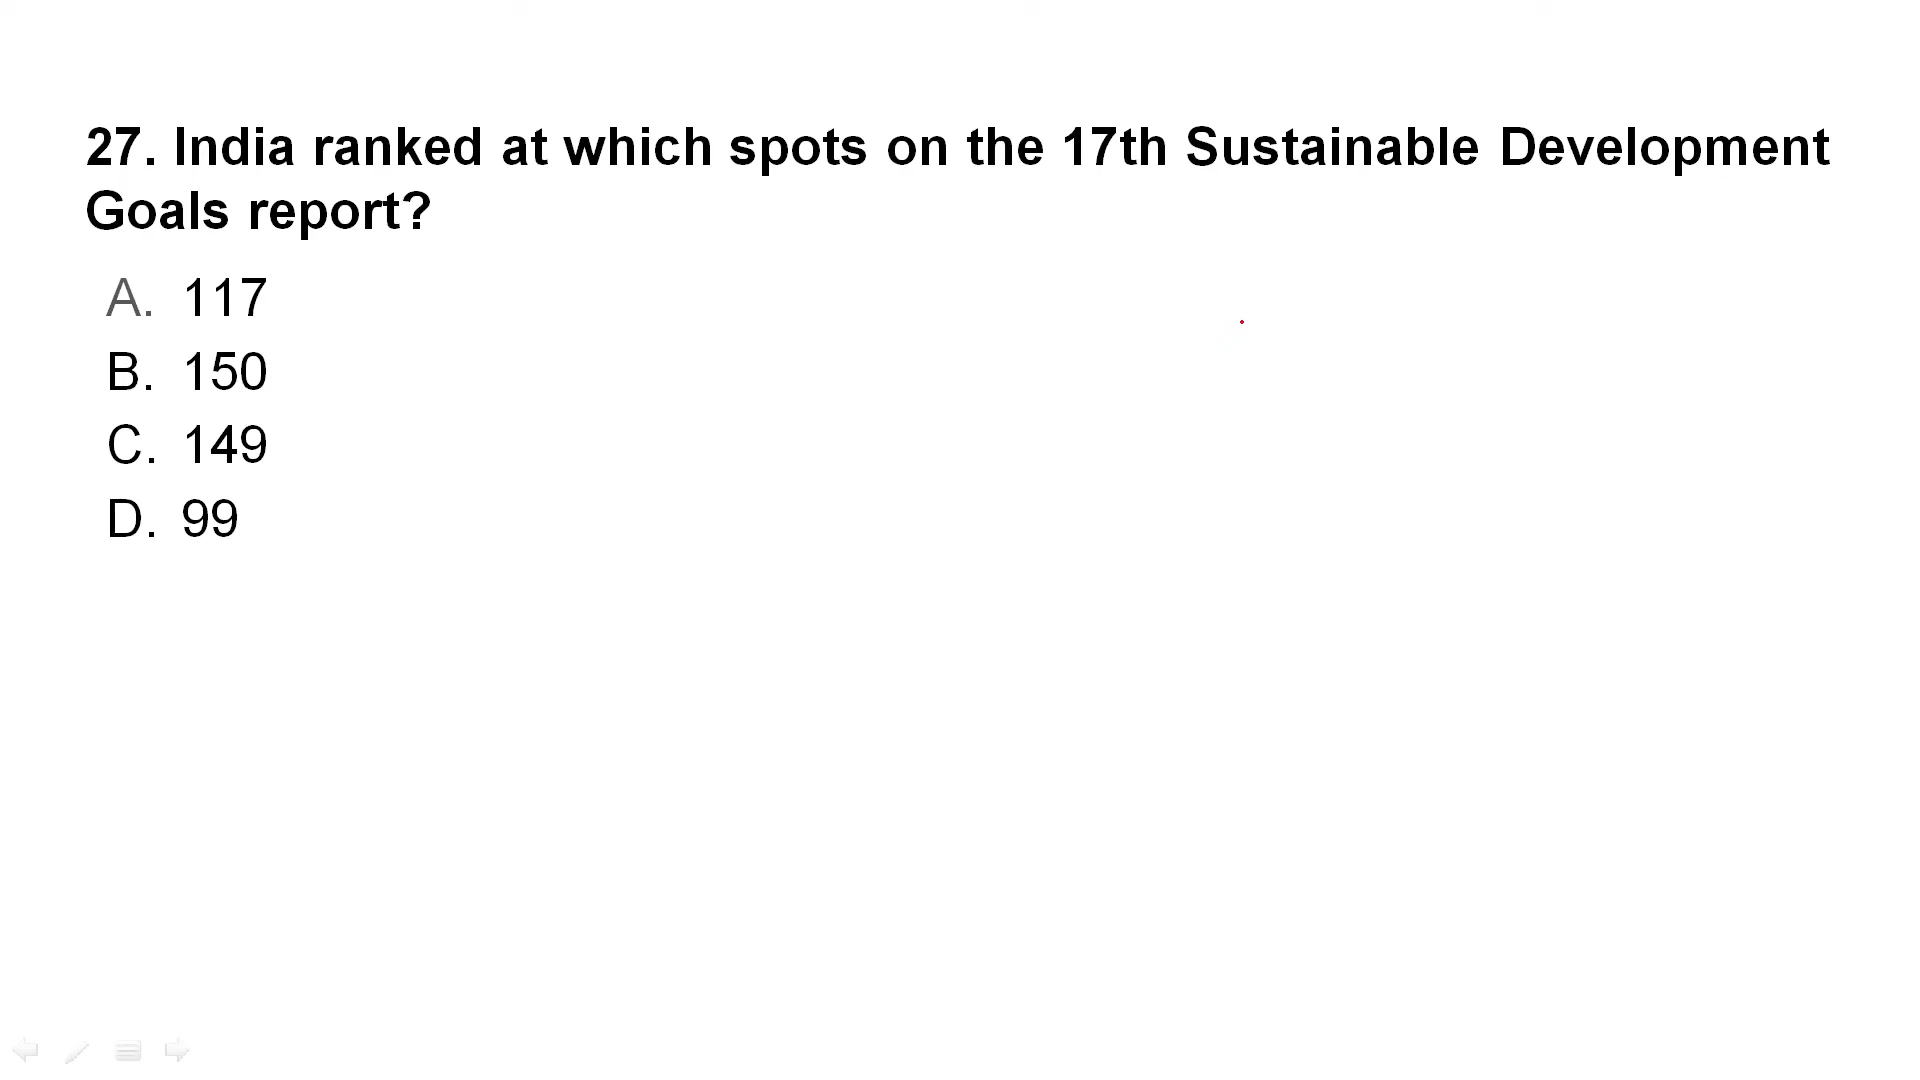 27. India ranked at which spots on the 17th Sustainable Development
Goals report?
A. 117
B. 150
C. 149
D. 99